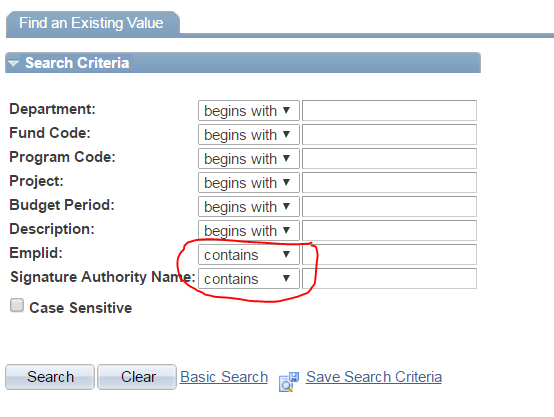 Find an Existing Value
Search Criteria
Department: begins with
Fund Code: begins with
Program Code: begins with
Project: begins with
Budget Period: begins with
Description: begins with
Emplid: contains
Signature Authority Name: contains
Case Sensitive
Search Clear Basic Search Save Search Criteria